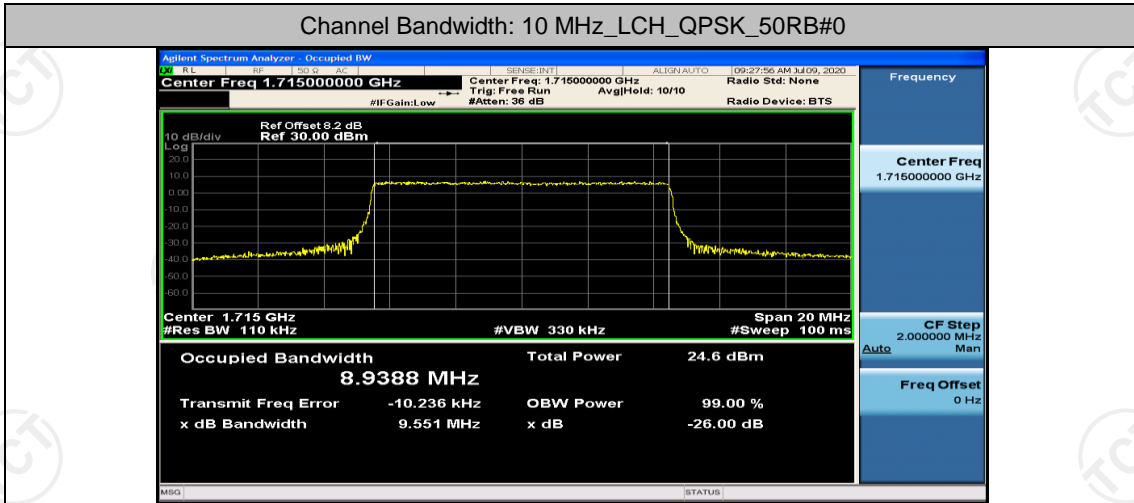 Channel Bandwidth: 10 MHz_LCH_QPSK_50RB#0
Agilent Spectrum Analyzer - Occupied BW
LXI RL RF 50 Ω AC SENSE:INT ALIGNAUTO 09:27:56 AM Jul 09, 2020
Center Freq 1.715000000 GHz
Center Freq: 1.715000000 GHz
Radio Std: None
Trig: Free Run Avg|Hold: 10/10
#IFGain:Low
#Atten: 36 dB
Radio Device: BTS
Frequency
Ref Offset 8.2 dB
10 dB/div Ref 30.00 dBm
Log
20.0
10.0
0.00
-10.0
-20.0
-30.0
-40.0
-50.0
-60.0
Center Freq
1.715000000 GHz
Center 1.715 GHz Span 20 MHz
#Res BW 110 kHz #VBW 330 kHz #Sweep 100 ms
CF Step
2.000000 MHz
Auto Man
Freq Offset
0 Hz
Occupied Bandwidth Total Power 24.6 dBm
8.9388 MHz
Transmit Freq Error -10.236 kHz OBW Power 99.00 %
x dB Bandwidth 9.551 MHz x dB -26.00 dB
MSG STATUS
TCT
TCT
TCT
TCT